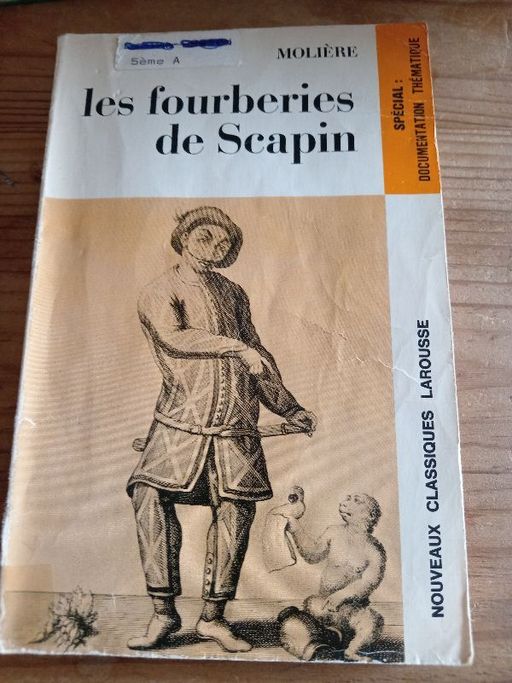 5ème A
MOLIÈRE
les fourberies
de Scapin
SPÉCIAL :
DOCUMENTATION THÉMATIQUE
NOUVEAUX CLASSIQUES LAROUSSE